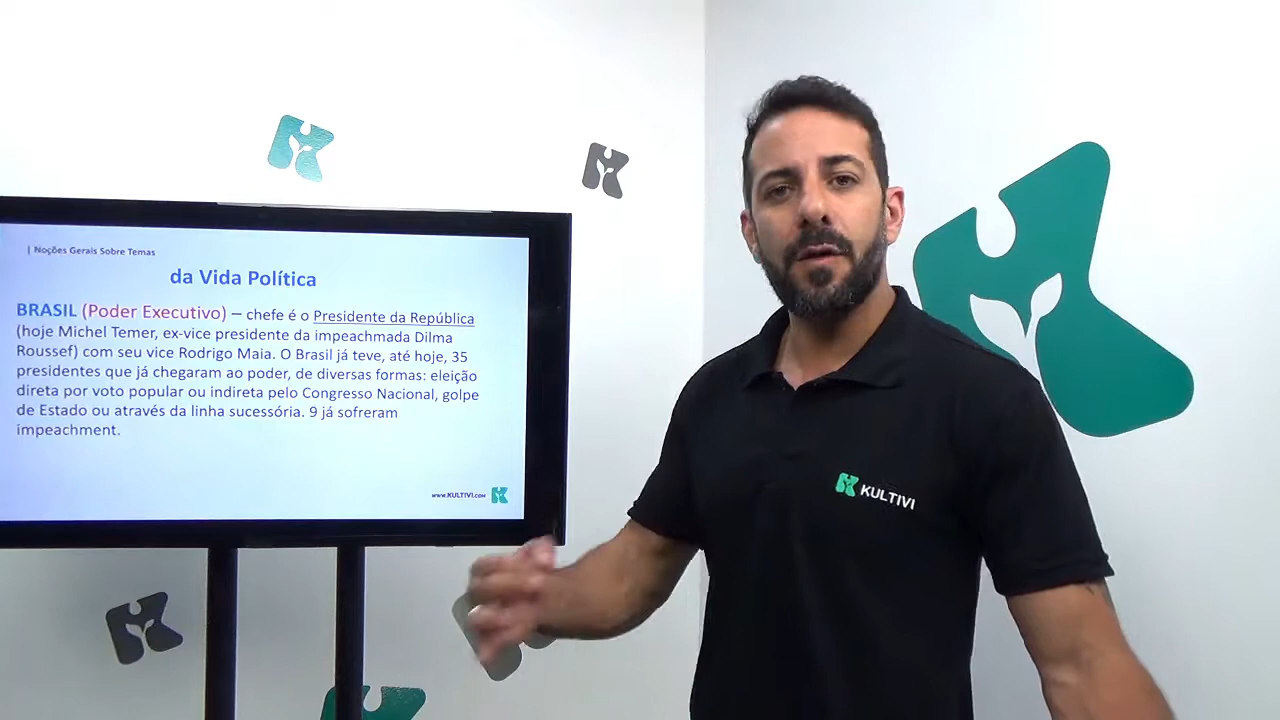 | Noções Gerais Sobre Temas
da Vida Política
BRASIL (Poder Executivo) – chefe é o Presidente da República
(hoje Michel Temer, ex-vice presidente da impeachmada Dilma
Roussef) com seu vice Rodrigo Maia. O Brasil já teve, até hoje, 35
presidentes que já chegaram ao poder, de diversas formas: eleição
direta por voto popular ou indireta pelo Congresso Nacional, golpe
de Estado ou através da linha sucessória. 9 já sofreram
impeachment.
www.KULTIVI.com
KULTIVI